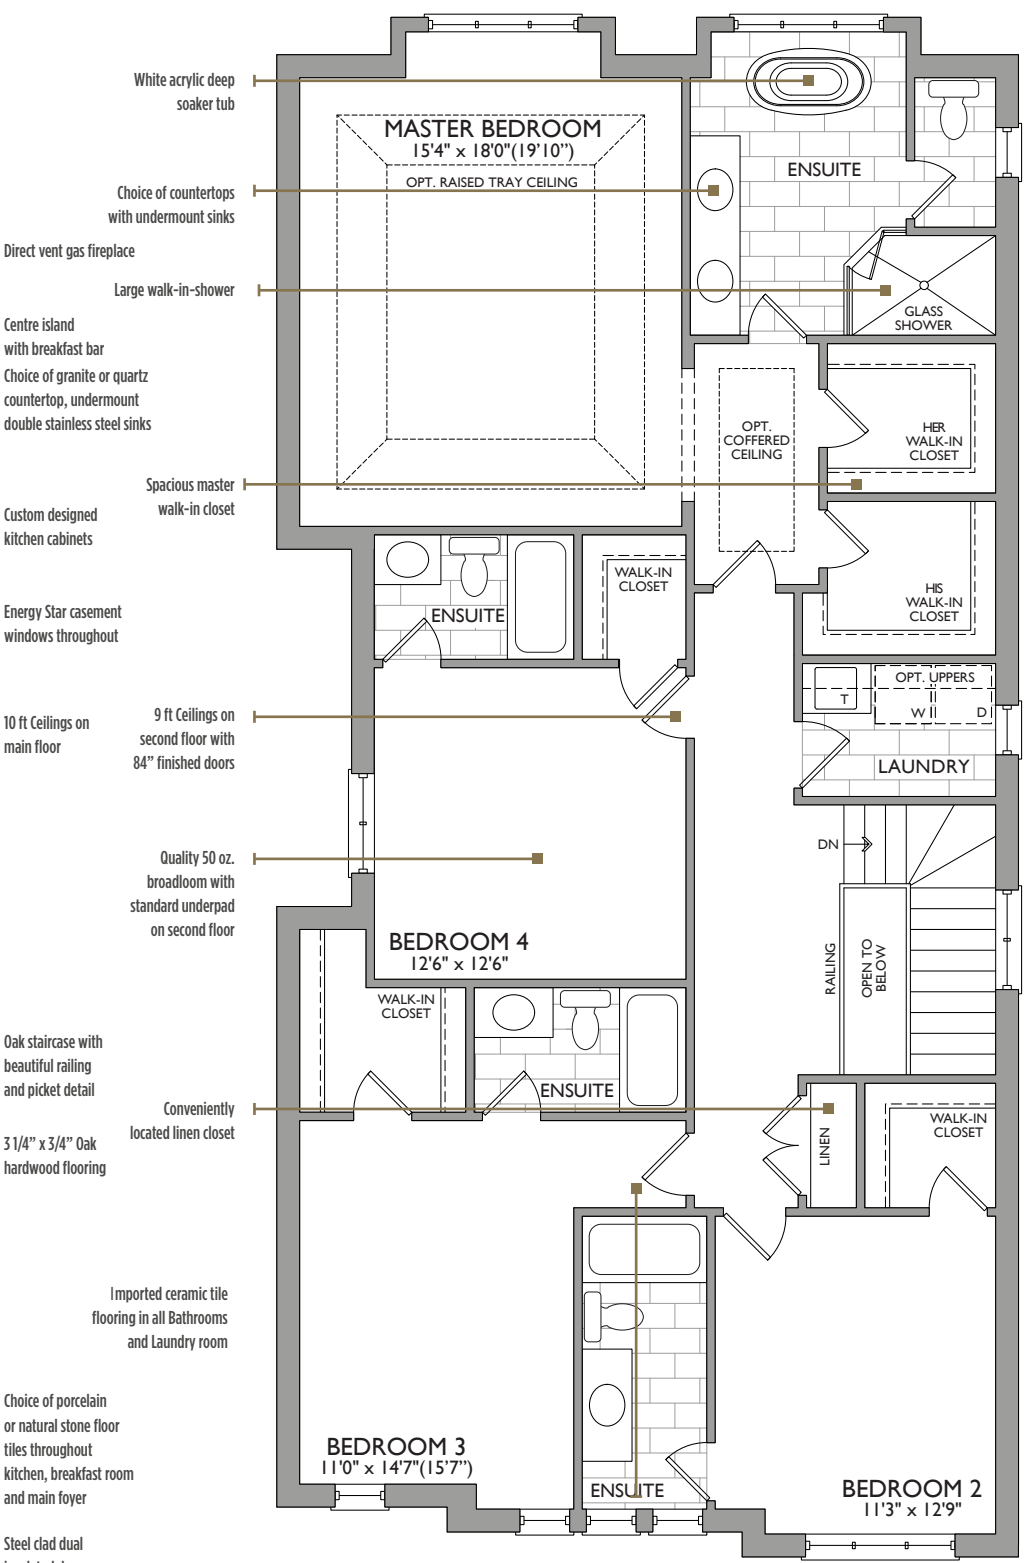 White acrylic deep
soaker tub
Choice of countertops
with undermount sinks
Direct vent gas fireplace
Large walk-in-shower
Centre island
with breakfast bar
Choice of granite or quartz
countertop, undermount
double stainless steel sinks
Spacious master
walk-in closet
Custom designed
kitchen cabinets
Energy Star casement
windows throughout
10 ft Ceilings on
main floor
9 ft Ceilings on
second floor with
84” finished doors
Quality 50 oz.
broadloom with
standard underpad
on second floor
Oak staircase with
beautiful railing
and picket detail
Conveniently
located linen closet
3 1/4” x 3/4” Oak
hardwood flooring
Imported ceramic tile
flooring in all Bathrooms
and Laundry room
Choice of porcelain
or natural stone floor
tiles throughout
kitchen, breakfast room
and main foyer
Steel clad dual
MASTER BEDROOM
15'4" x 18'0"(19'10”)
OPT. RAISED TRAY CEILING
ENSUITE
GLASS
SHOWER
OPT.
COFFERED
CEILING
HER
WALK-IN
CLOSET
HIS
WALK-IN
CLOSET
ENSUITE
WALK-IN
CLOSET
OPT. UPPERS
T
W
D
LAUNDRY
DN
RAILING
OPEN TO
BELOW
BEDROOM 4
12'6" x 12'6"
WALK-IN
CLOSET
ENSUITE
LINEN
WALK-IN
CLOSET
BEDROOM 3
11'0" x 14'7"(15’7”)
ENSUITE
BEDROOM 2
11'3" x 12'9"